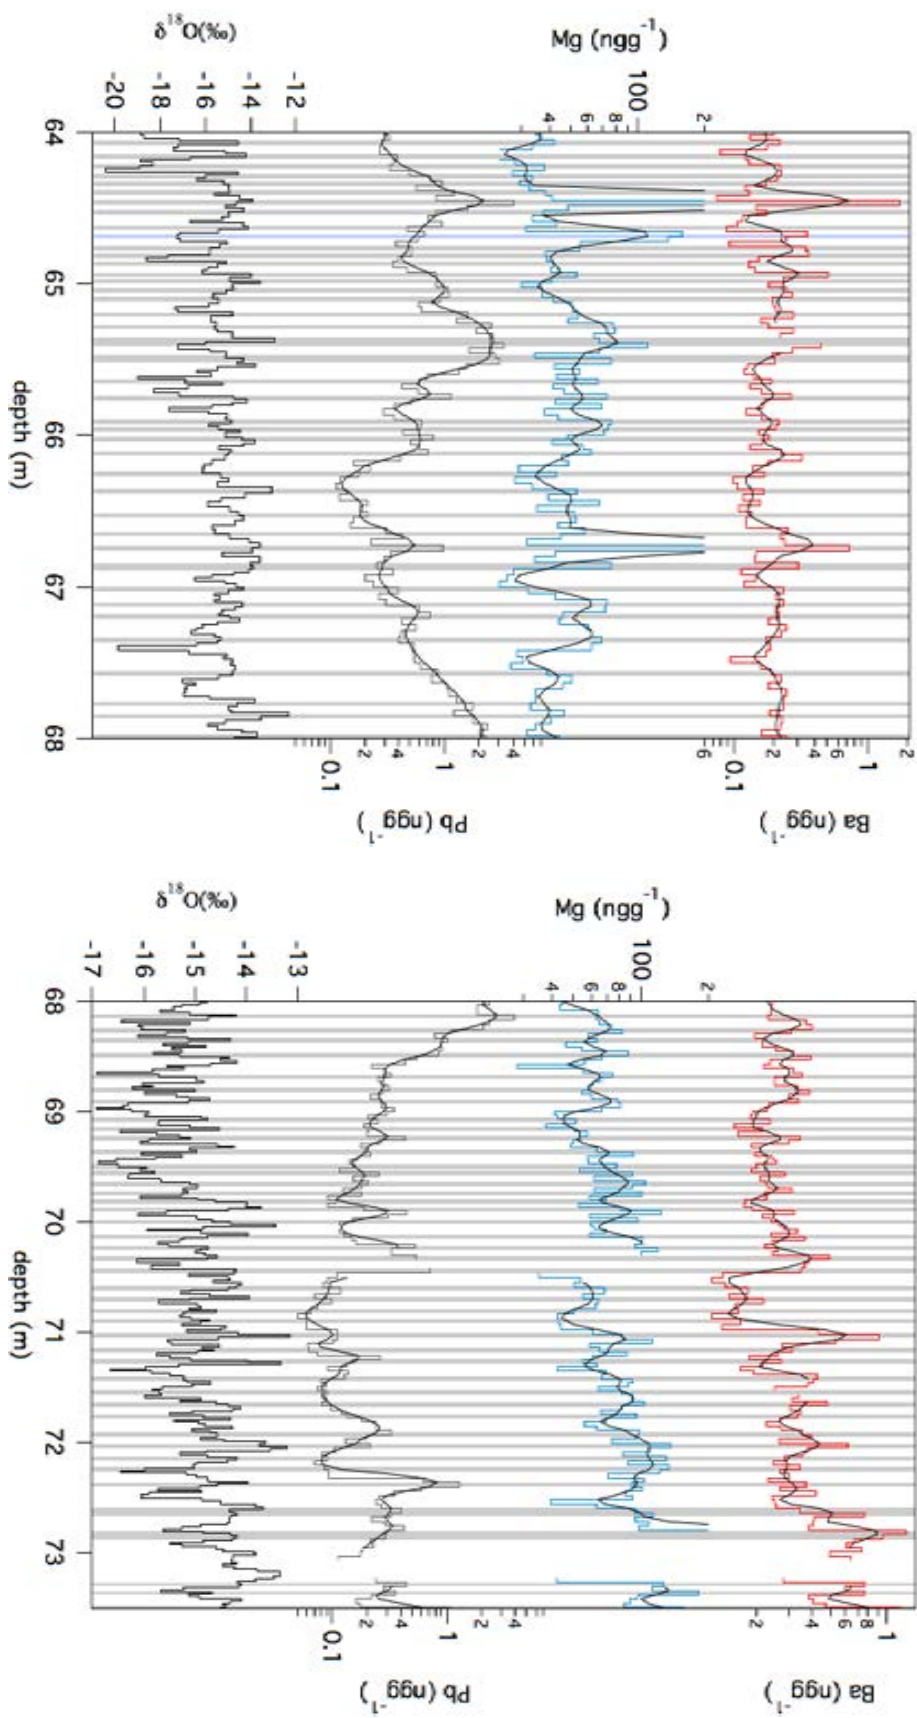 δ¹⁸O(‰)
-20 -18 -16 -14 -12
Mg (ngg⁻¹)
4 6 8 100 2
64 65 66 67 68
depth (m)
0.1 2 4 1 2 4
Pb (ngg⁻¹)
6 0.1 2 4 6 1 2
Ba (ngg⁻¹)
δ¹⁸O(‰)
-17 -16 -15 -14 -13
Mg (ngg⁻¹)
4 6 8 100 2
68 69 70 71 72 73
depth (m)
0.1 2 4 1 2 4
Pb (ngg⁻¹)
2 4 6 8 1
Ba (ngg⁻¹)